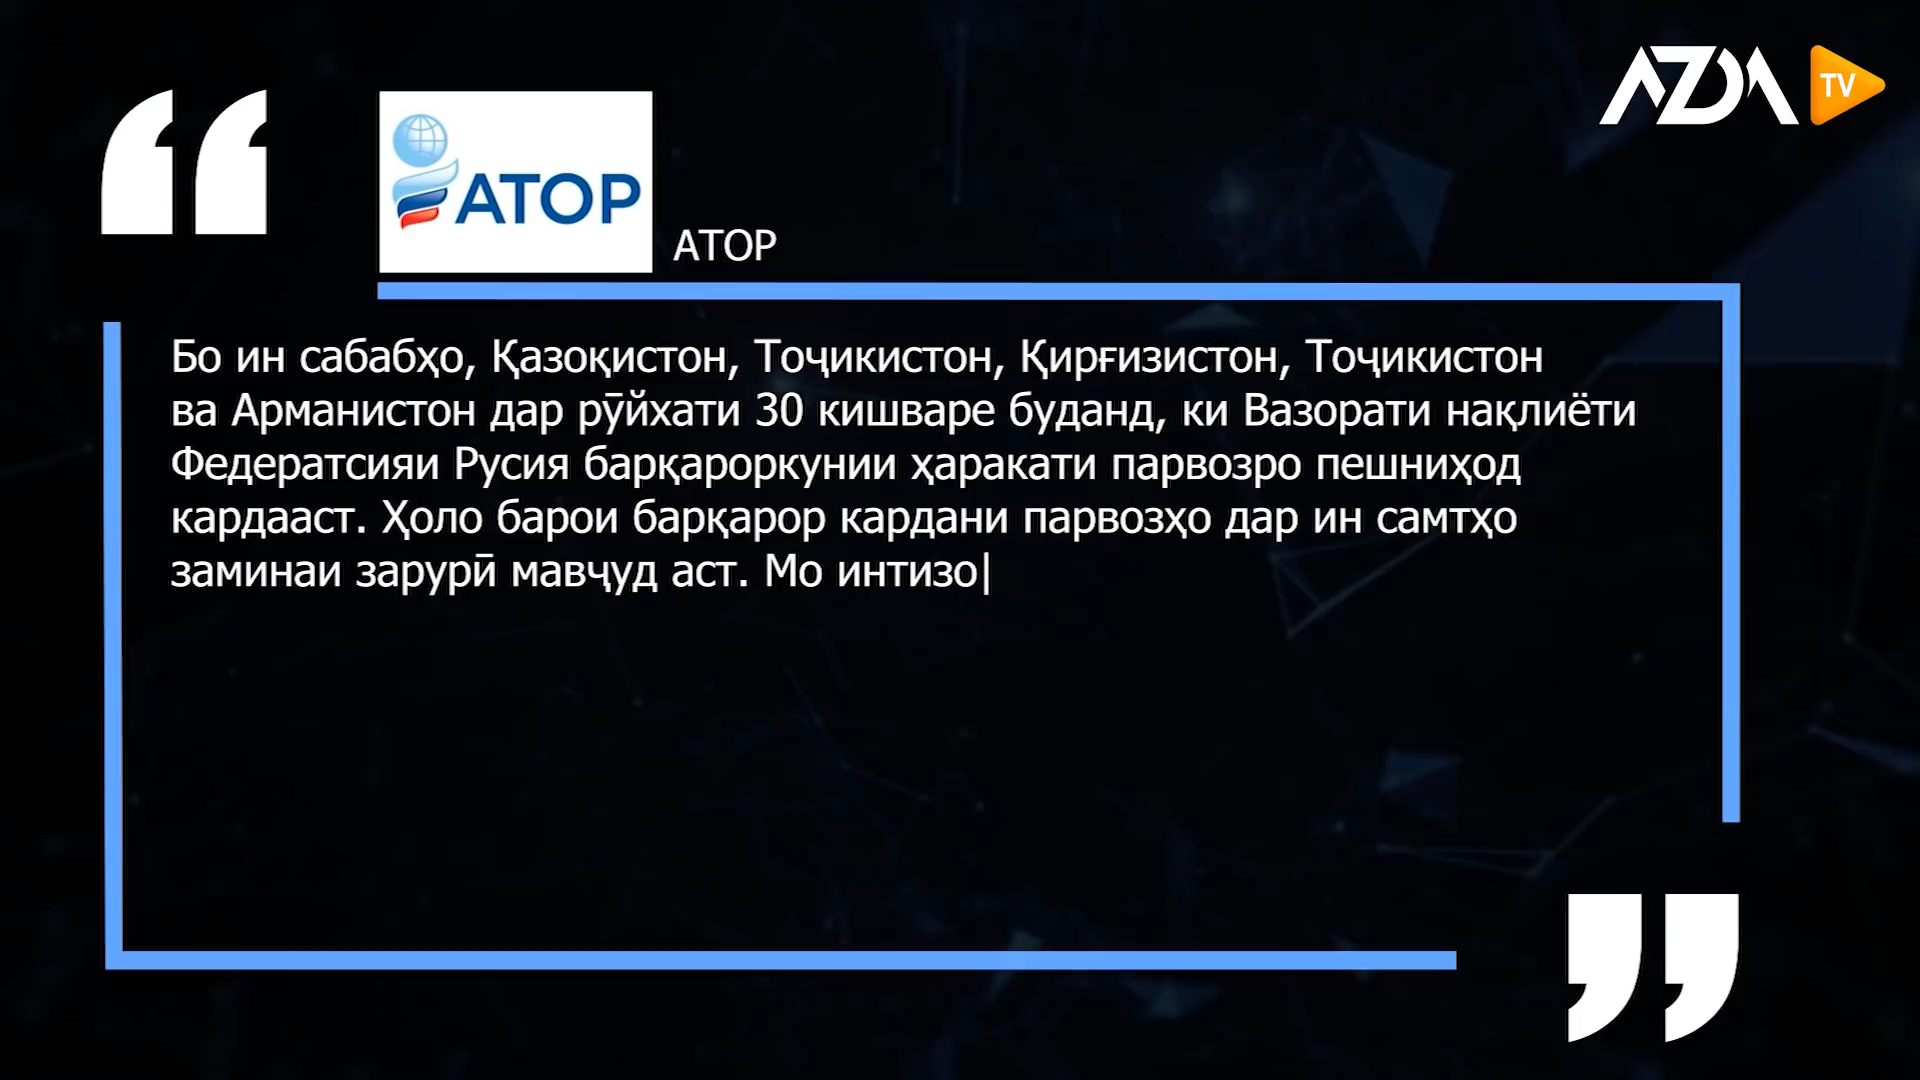 AZDA TV
АТОР
АТОР
Бо ин сабабҳо, Қазоқистон, Тоҷикистон, Қирғизистон, Тоҷикистон
ва Арманистон дар рӯйхати 30 кишваре буданд, ки Вазорати нақлиёти
Федератсияи Русия барқароркунии ҳаракати парвозро пешниҳод
кардааст. Ҳоло барои барқарор кардани парвозҳо дар ин самтҳо
заминаи зарурӣ мавҷуд аст. Мо интизо|